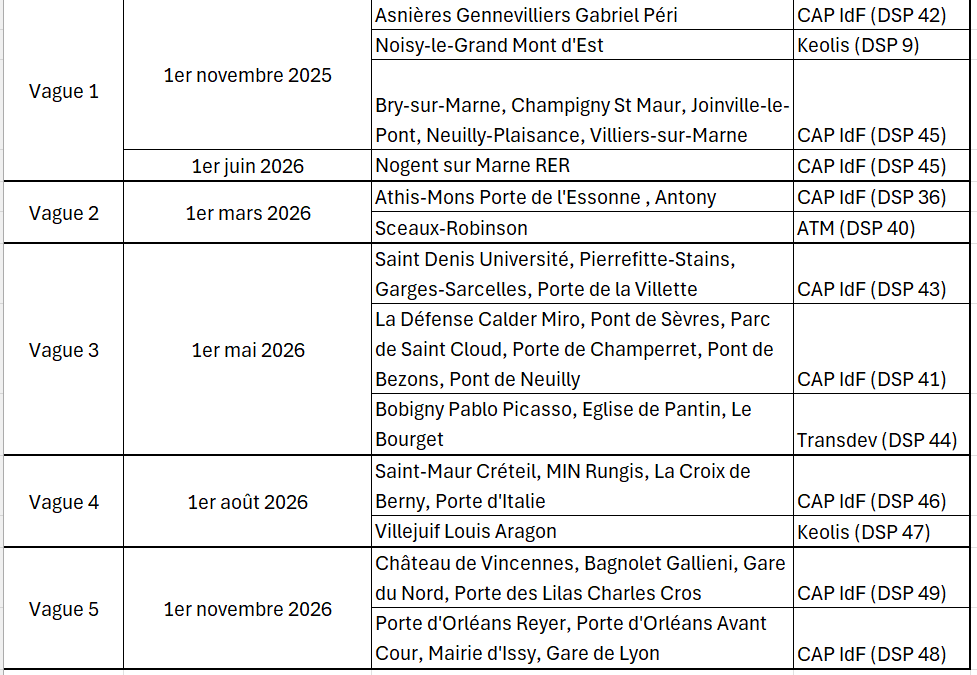 Asnières Gennevilliers Gabriel Péri CAP IdF (DSP 42)
Noisy-le-Grand Mont d'Est Keolis (DSP 9)
Vague 1 1er novembre 2025
Bry-sur-Marne, Champigny St Maur, Joinville-le-
Pont, Neuilly-Plaisance, Villiers-sur-Marne CAP IdF (DSP 45)
1er juin 2026 Nogent sur Marne RER CAP IdF (DSP 45)
Vague 2 1er mars 2026
Athis-Mons Porte de l'Essonne , Antony CAP IdF (DSP 36)
Sceaux-Robinson ATM (DSP 40)
Vague 3 1er mai 2026
Saint Denis Université, Pierrefitte-Stains,
Garges-Sarcelles, Porte de la Villette CAP IdF (DSP 43)
La Défense Calder Miro, Pont de Sèvres, Parc
de Saint Cloud, Porte de Champerret, Pont de
Bezons, Pont de Neuilly CAP IdF (DSP 41)
Bobigny Pablo Picasso, Eglise de Pantin, Le
Bourget Transdev (DSP 44)
Vague 4 1er août 2026
Saint-Maur Créteil, MIN Rungis, La Croix de
Berny, Porte d'Italie CAP IdF (DSP 46)
Villejuif Louis Aragon Keolis (DSP 47)
Vague 5 1er novembre 2026
Château de Vincennes, Bagnolet Gallieni, Gare
du Nord, Porte des Lilas Charles Cros CAP IdF (DSP 49)
Porte d'Orléans Reyer, Porte d'Orléans Avant
Cour, Mairie d'Issy, Gare de Lyon CAP IdF (DSP 48)